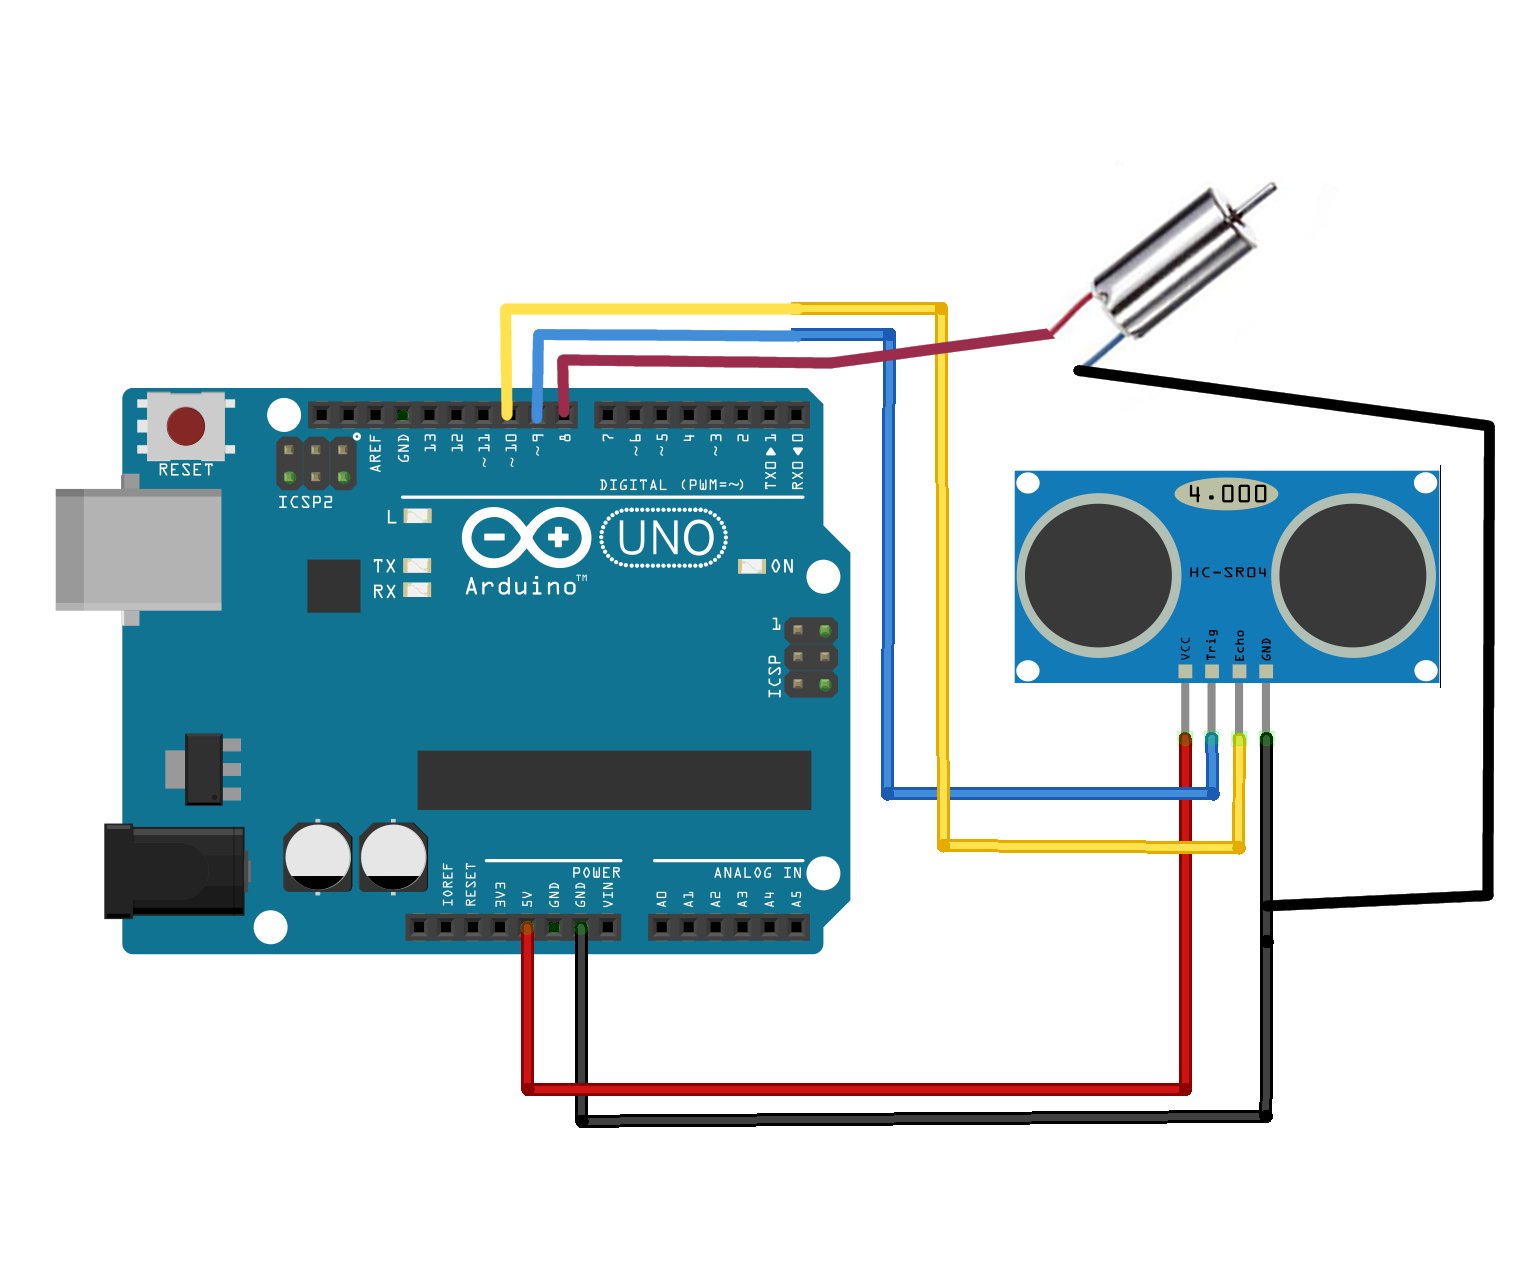 RESET
ICSP2
AREF
GND
13
12
~11
~10
~9
8
7
~6
~5
4
~3
2
TXD▶1
RXD◀0
DIGITAL (PWM=~)
L
TX
RX
UNO
ON
Arduino™
1
ICSP
4.000
HC-SR04
VCC
Trig
Echo
GND
POWER
ANALOG IN
IOREF
RESET
3V3
5V
GND
GND
VIN
A0
A1
A2
A3
A4
A5